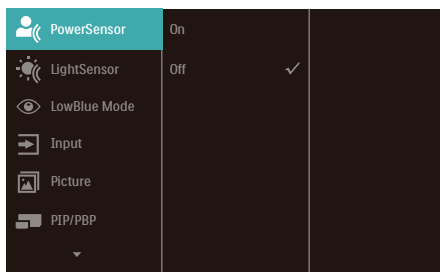 PowerSensor On
LightSensor Off
LowBlue Mode
Input
Picture
PIP/PBP